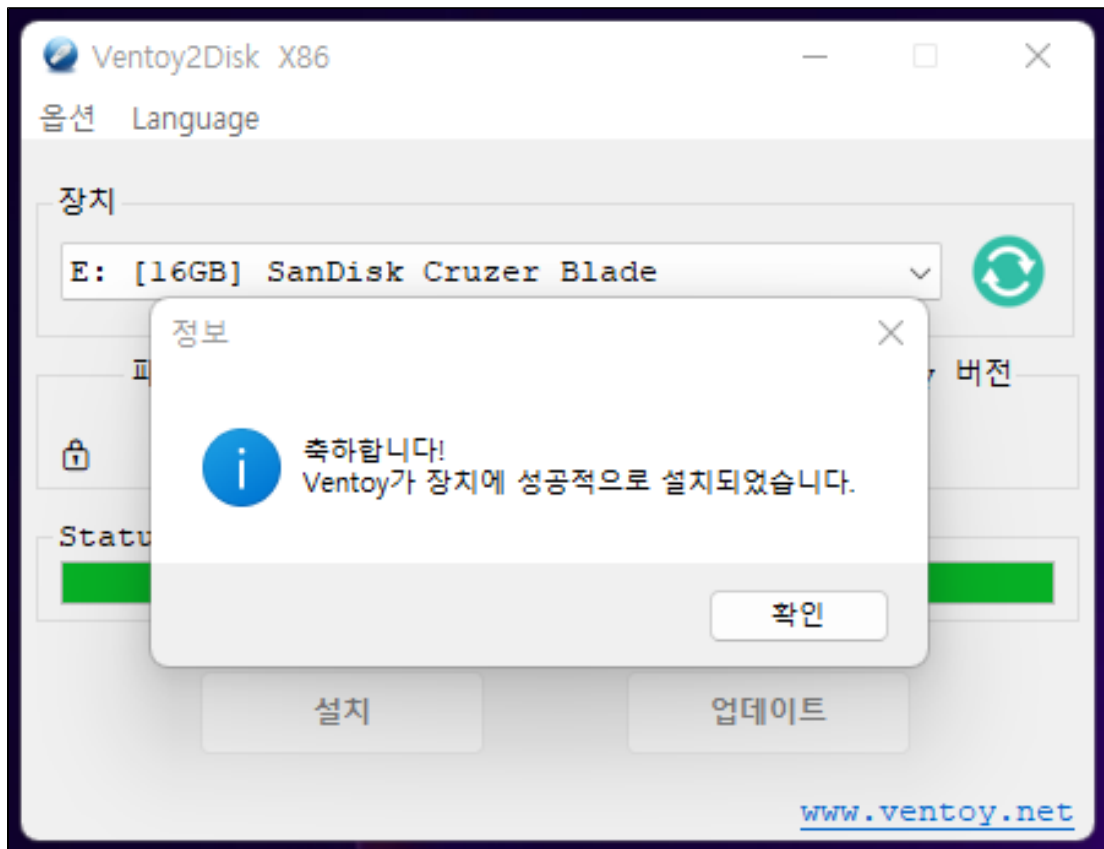 Ventoy2Disk X86
옵션 Language
장치
E: [16GB] SanDisk Cruzer Blade
정보
버전
축하합니다!
Ventoy가 장치에 성공적으로 설치되었습니다.
확인
설치 업데이트
www.ventoy.net